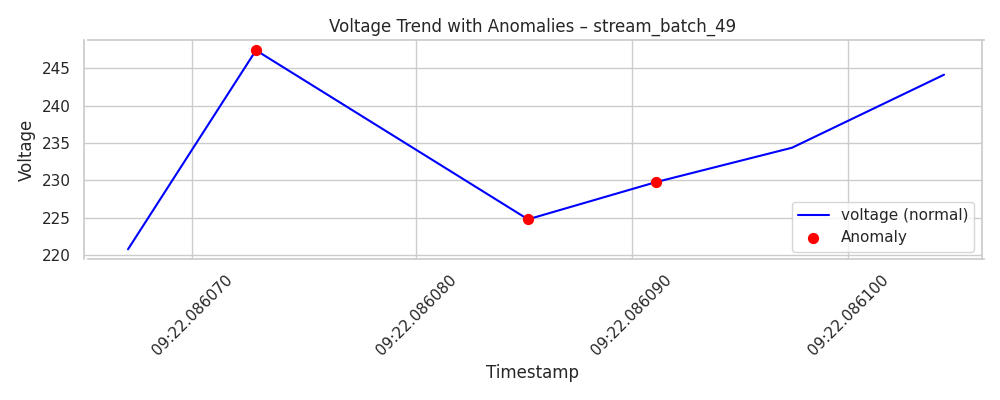 Voltage Trend with Anomalies – stream_batch_49
Voltage
245
240
235
230
225
220
voltage (normal)
Anomaly
09:22.086070
09:22.086080
09:22.086090
09:22.086100
Timestamp